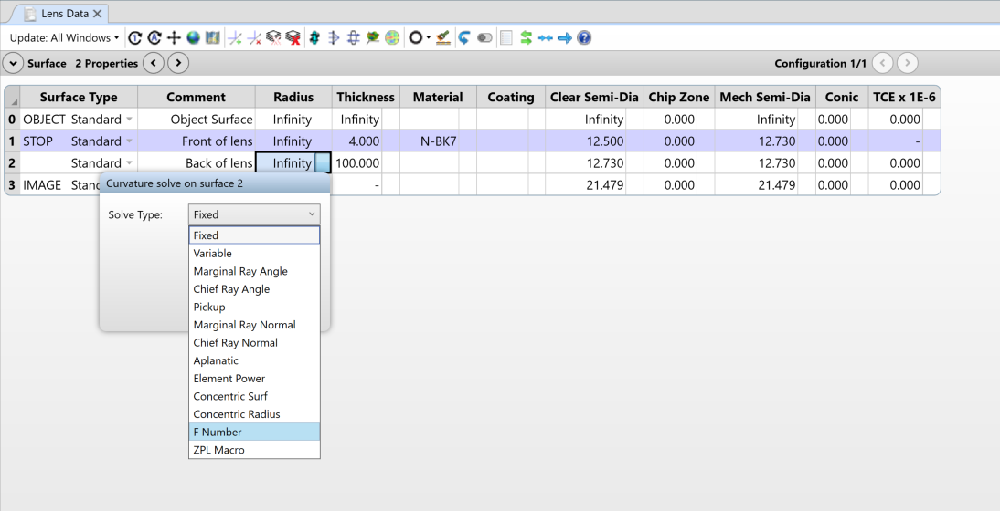 Lens Data
Update: All Windows
Surface 2 Properties Configuration 1/1
Surface Type Comment Radius Thickness Material Coating Clear Semi-Dia Chip Zone Mech Semi-Dia Conic TCE x 1E-6
0 OBJECT Standard Object Surface Infinity Infinity Infinity 0.000 Infinity 0.000 0.000
1 STOP Standard Front of lens Infinity 4.000 N-BK7 12.500 0.000 12.730 0.000 -
2 Standard Back of lens Infinity 100.000 12.730 0.000 12.730 0.000 0.000
3 IMAGE Stand - 21.479 0.000 21.479 0.000 0.000
Curvature solve on surface 2
Solve Type: Fixed
Fixed
Variable
Marginal Ray Angle
Chief Ray Angle
Pickup
Marginal Ray Normal
Chief Ray Normal
Aplanatic
Element Power
Concentric Surf
Concentric Radius
F Number
ZPL Macro